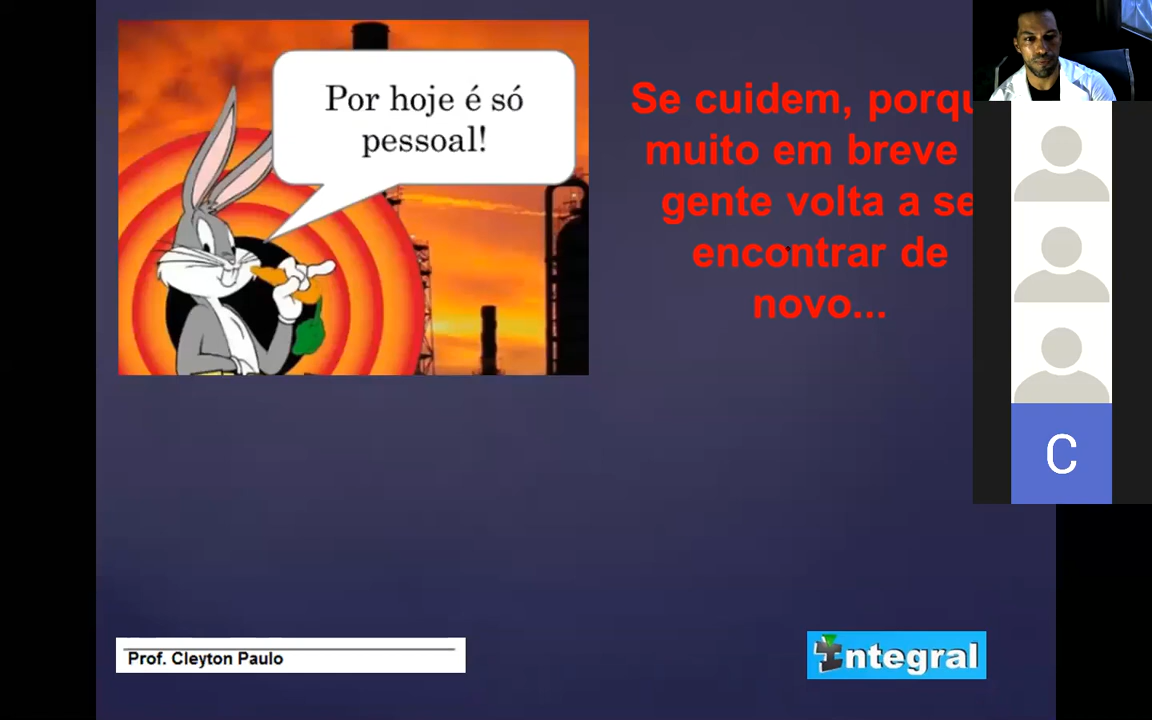 Por hoje é só
pessoal!
Se cuidem, porqu
muito em breve
gente volta a se
encontrar de
novo...
C
Prof. Cleyton Paulo
Integral